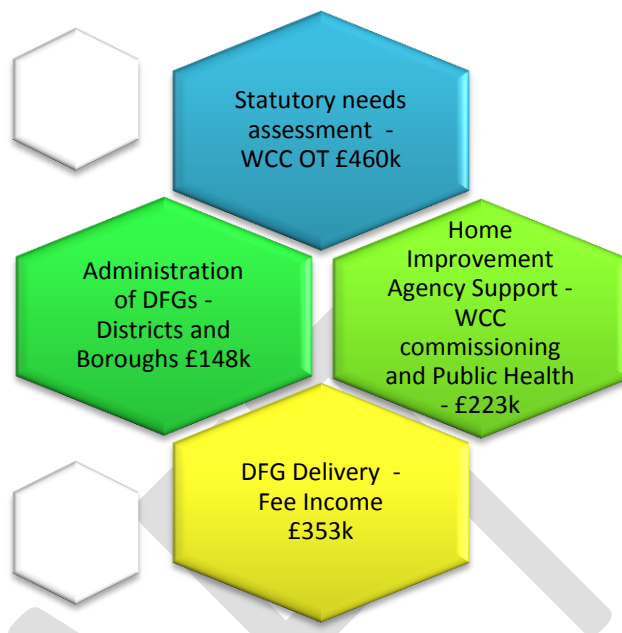 Statutory needs
assessment  -
WCC OT £460k
Administration
of DFGs -
Districts and
Boroughs £148k
Home
Improvement
Agency Support -
WCC
commissioning
and Public Health
- £223k
DFG Delivery  -
Fee Income
£353k